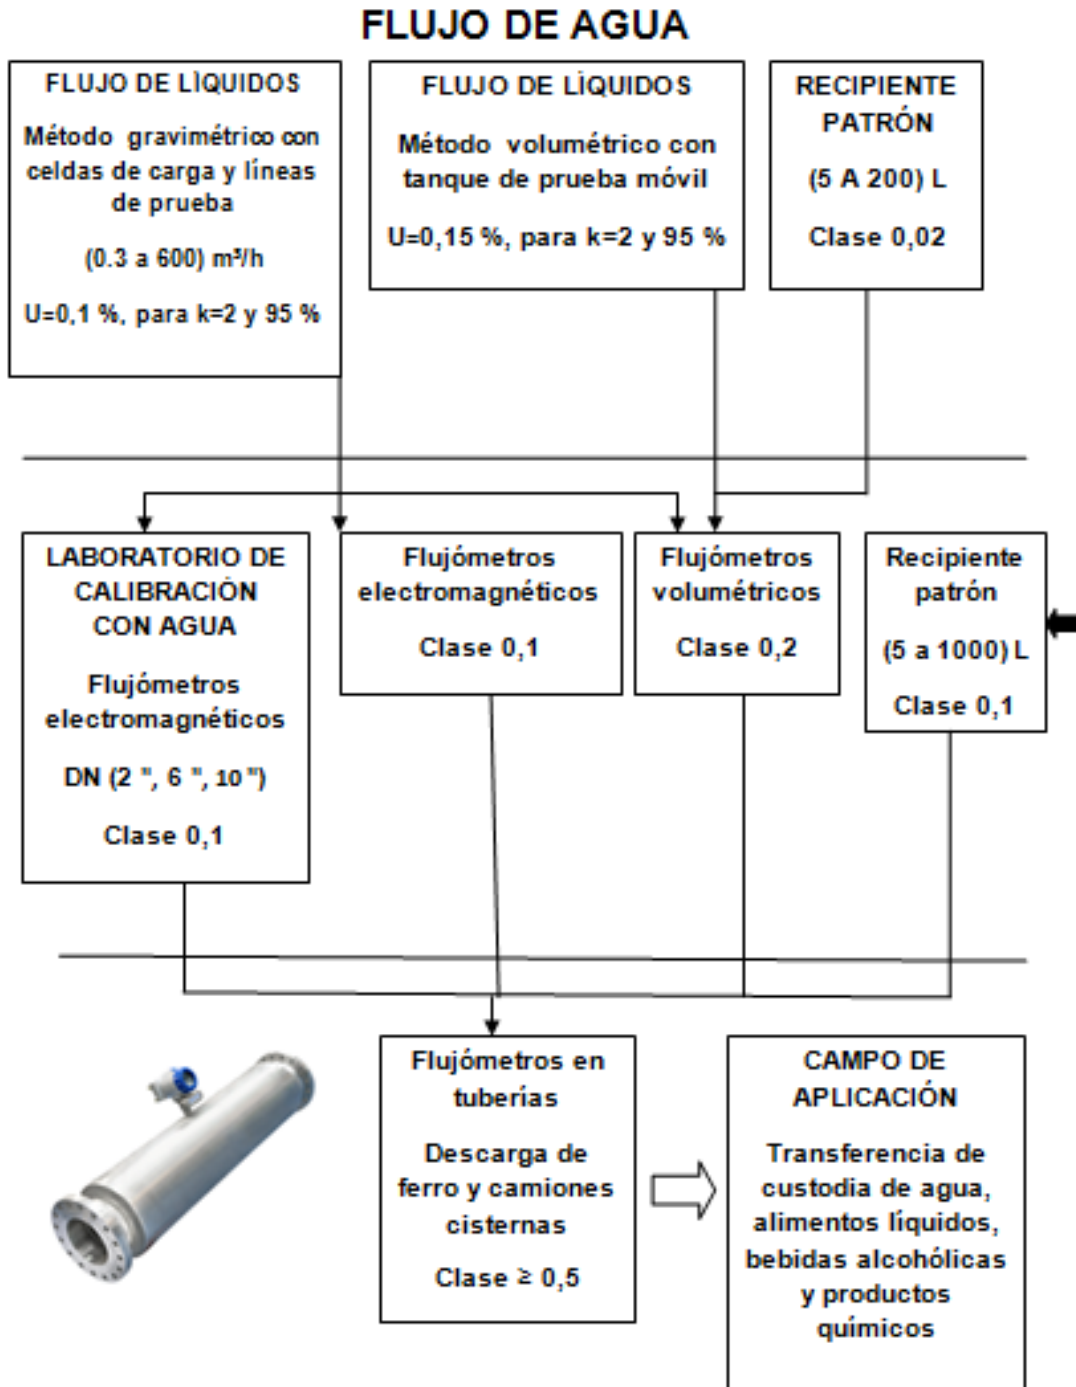 FLUJO DE AGUA
FLUJO DE LÌQUIDOS
Método gravimétrico con
celdas de carga y líneas
de prueba
(0.3 a 600) m³/h
U=0,1 %, para k=2 y 95 %
FLUJO DE LÌQUIDOS
Método volumétrico con
tanque de prueba móvil
U=0,15 %, para k=2 y 95 %
RECIPIENTE
PATRÓN
(5 A 200) L
Clase 0,02
LABORATORIO DE
CALIBRACIÓN
CON AGUA
Flujómetros
electromagnéticos
DN (2 ", 6 ", 10 ")
Clase 0,1
Flujómetros
electromagnéticos
Clase 0,1
Flujómetros
volumétricos
Clase 0,2
Recipiente
patrón
(5 a 1000) L
Clase 0,1
Flujómetros en
tuberías
Descarga de
ferro y camiones
cisternas
Clase ≥ 0,5
CAMPO DE
APLICACIÓN
Transferencia de
custodia de agua,
alimentos líquidos,
bebidas alcohólicas
y productos
químicos